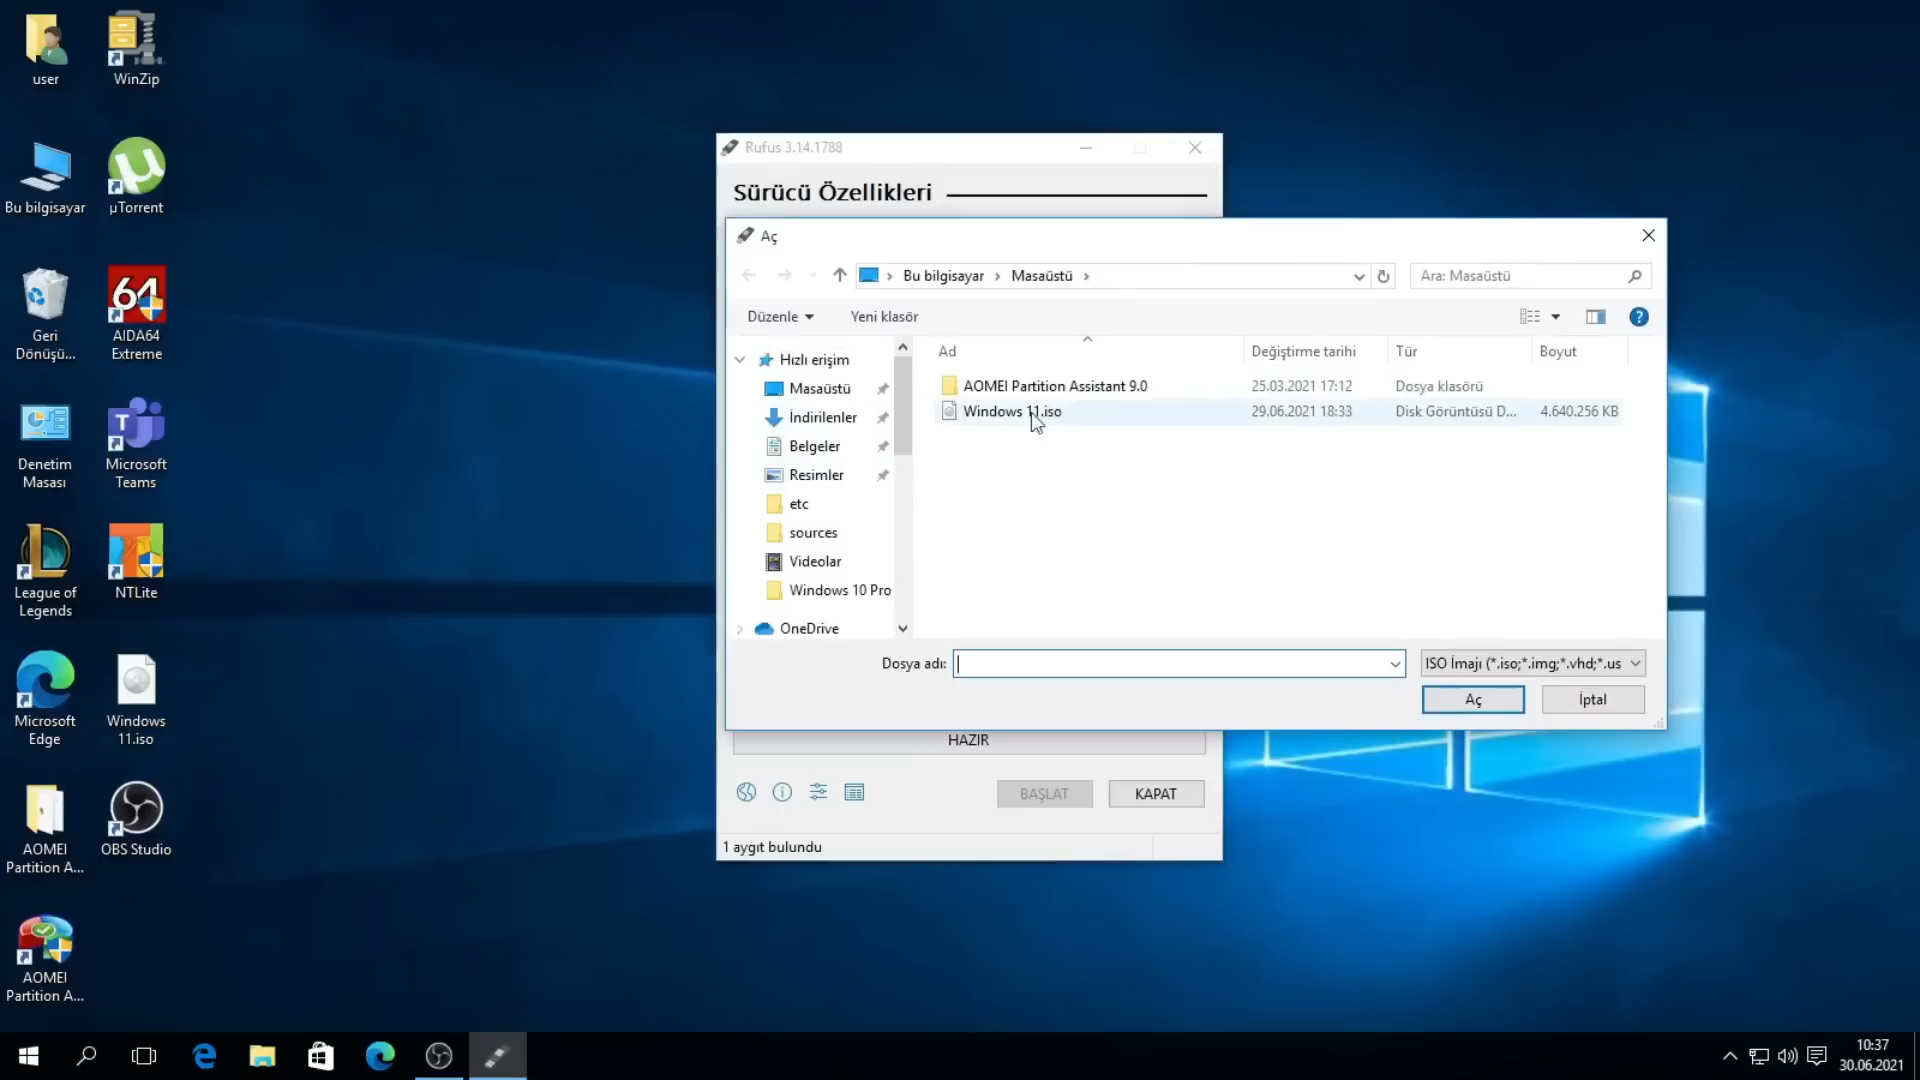 user
WinZip
Bu bilgisayar
µTorrent
Geri
Dönüşü...
64
AIDA64
Extreme
Denetim
Masası
Microsoft
Teams
League of
Legends
NTLite
Microsoft
Edge
Windows
11.iso
AOMEI
Partition A...
OBS Studio
AOMEI
Partition A...
Rufus 3.14.1788
Sürücü Özellikleri
Aç
Bu bilgisayar
Masaüstü
Ara: Masaüstü
Düzenle
Yeni klasör
Hızlı erişim
Masaüstü
İndirilenler
Belgeler
Resimler
etc
sources
Videolar
Windows 10 Pro
OneDrive
Ad
Değiştirme tarihi
Tür
Boyut
AOMEI Partition Assistant 9.0
25.03.2021 17:12
Dosya klasörü
Windows 11.iso
29.06.2021 18:33
Disk Görüntüsü D...
4.640.256 KB
Dosya adı:
ISO İmajı (*.iso;*.img;*.vhd;*.us
Aç
İptal
HAZIR
BAŞLAT
KAPAT
1 aygıt bulundu
10:37
30.06.2021